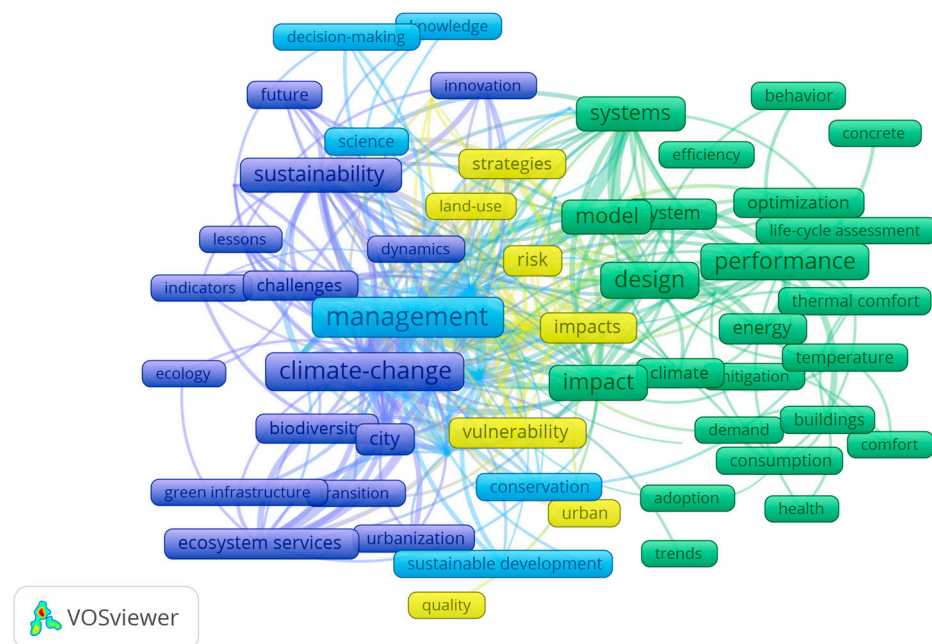 knowledge
decision-making
innovation
future
behavior
systems
concrete
science
efficiency
strategies
sustainability
optimization
land-use
model
system
life-cycle assessment
lessons
dynamics
risk
performance
design
indicators
challenges
thermal comfort
management
impacts
energy
temperature
climate-change
ecology
impact
climate
mitigation
buildings
biodiversity
city
vulnerability
demand
comfort
consumption
green infrastructure
transition
conservation
adoption
health
urban
ecosystem services
urbanization
trends
sustainable development
quality
VOSviewer